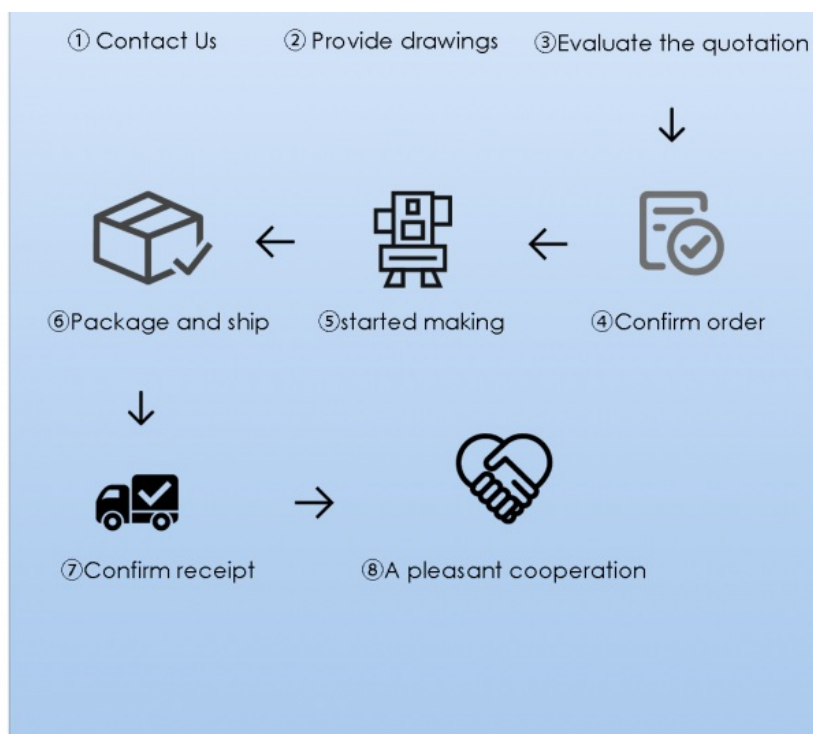 ① Contact Us
② Provide drawings
③Evaluate the quotation
⑥Package and ship
⑤started making
④Confirm order
⑦Confirm receipt
⑧A pleasant cooperation